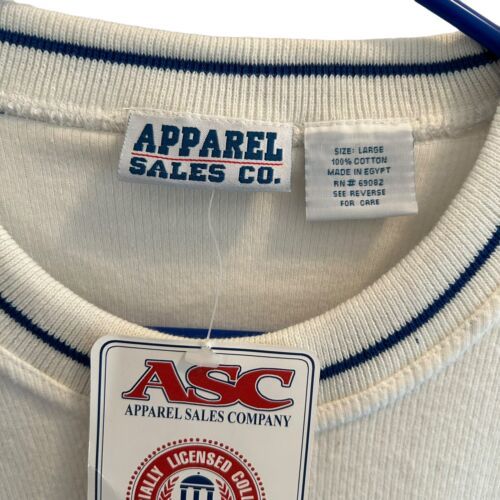 APPAREL
SALES CO.
SIZE: LARGE
100% COTTON
MADE IN EGYPT
RN# 69082
SEE REVERSE
FOR CARE
ASC
APPAREL SALES COMPANY
LICENSED